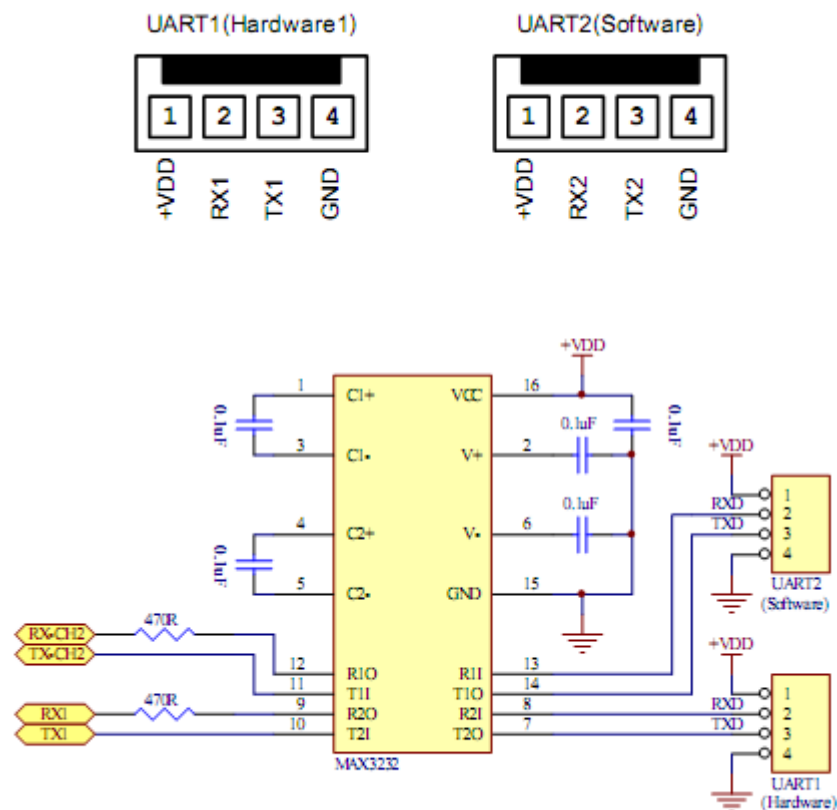 UART1(Hardware1) UART2(Software)
1 2 3 4 1 2 3 4
+VDD RX1 TX1 GND +VDD RX2 TX2 GND
+VDD
1 C1+ VCC 16
0.1uF 0.1uF 0.1uF
3 C1- V+ 2
+VDD
4 C2+ V- 6 0.1uF
0.1uF
RXD 1
TXD 2
3
4
5 C2- GND 15
UART2
(Software)
470R
RX-CH2
TX-CH2
+VDD
12 R1O R1I 13
11 T1I T1O 14
470R
RX1 9 R2O R2I 8 RXD
TX1 10 T2I T2O 7 TXD
1
2
3
4
MAX3232
UART1
(Hardware)